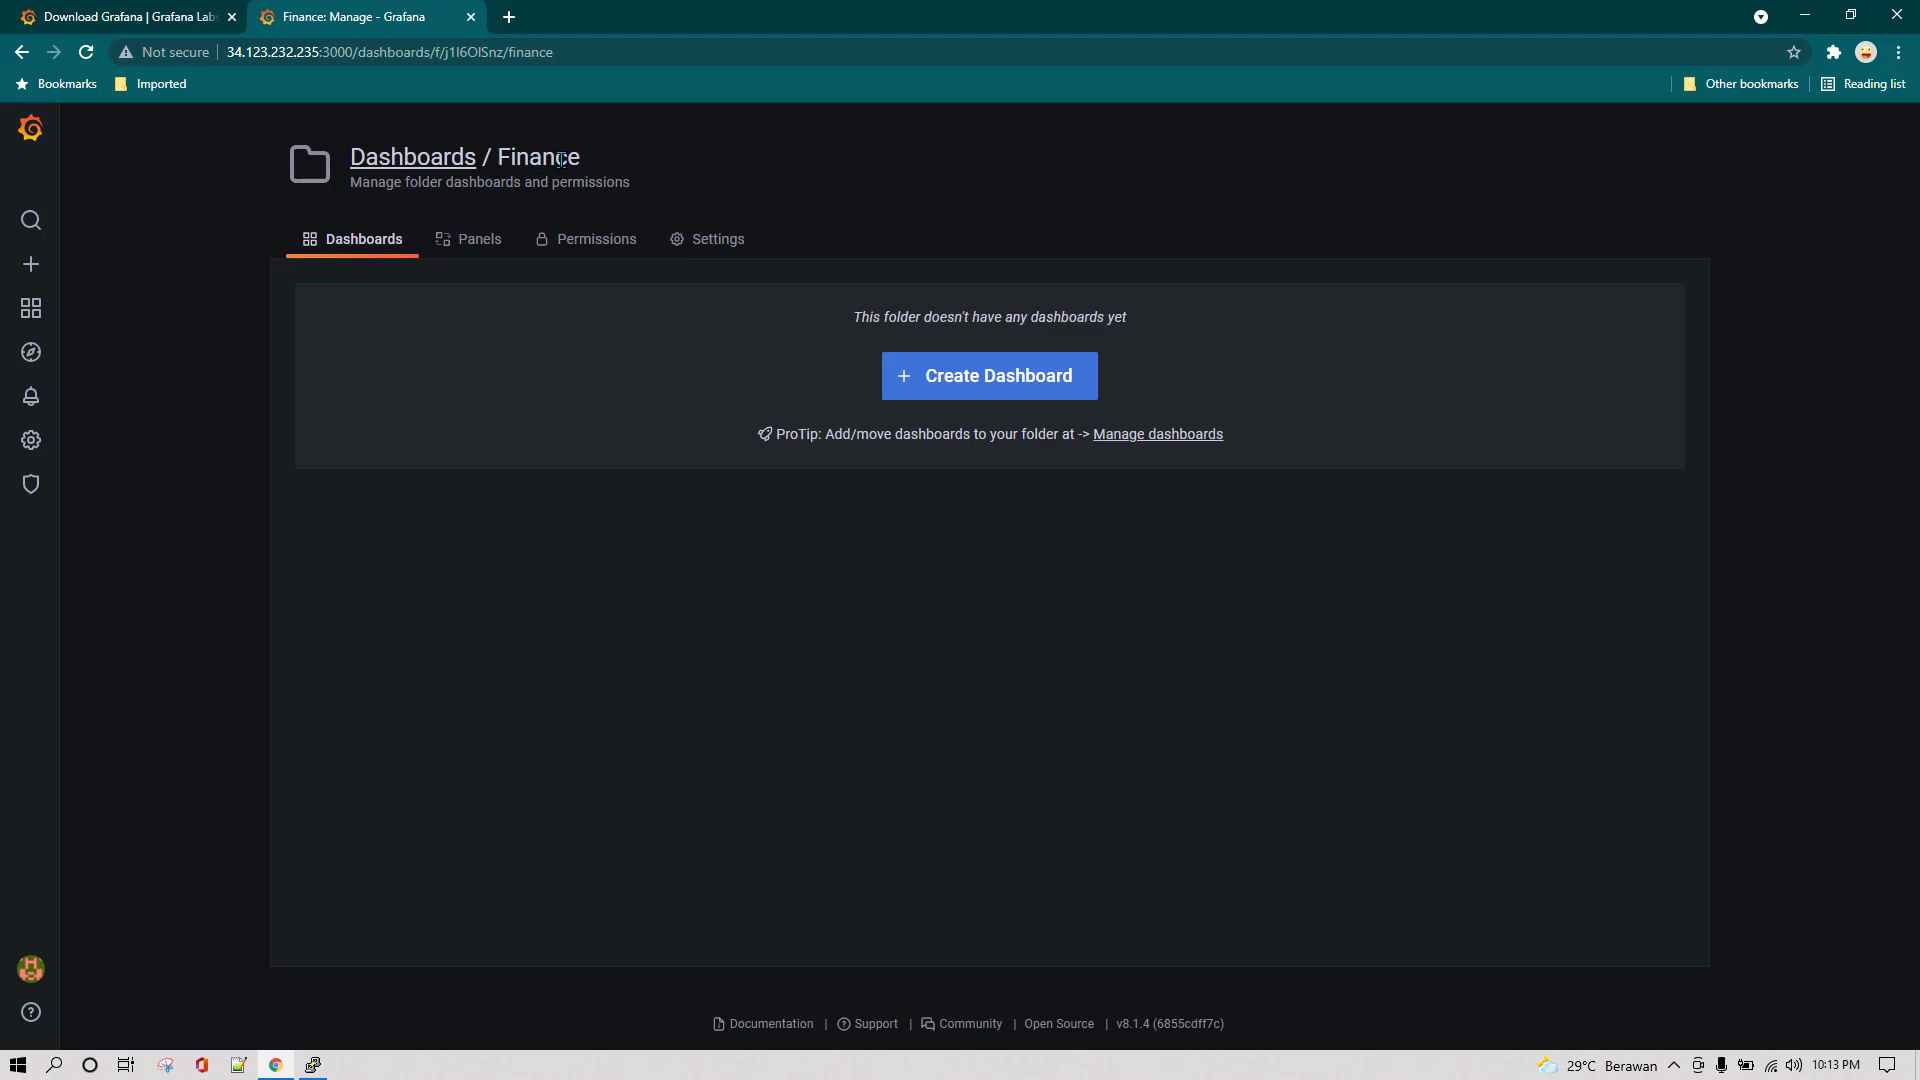 Download Grafana | Grafana Lab
Finance: Manage - Grafana
Not secure
34.123.232.235:3000/dashboards/f/j1I6OlSnz/finance
Bookmarks
Imported
Other bookmarks
Reading list
Dashboards / Finance
Manage folder dashboards and permissions
Dashboards
Panels
Permissions
Settings
This folder doesn't have any dashboards yet
+ Create Dashboard
ProTip: Add/move dashboards to your folder at -> Manage dashboards
Documentation | Support | Community | Open Source | v8.1.4 (6855cdff7c)
29°C Berawan
10:13 PM